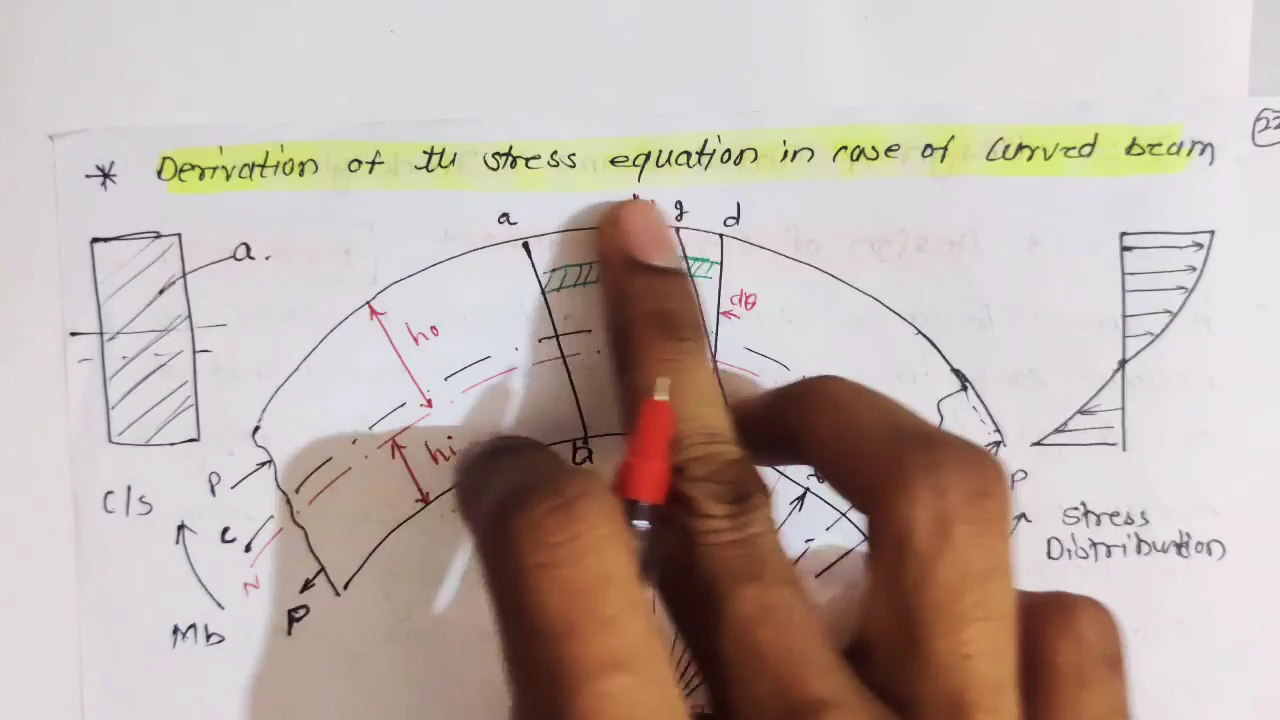 * Derivation of the stress equation in case of curved beam
a g d
a.
dθ
ho
hi
b
P
C/S
C
N
P
Mb
P
Stress
Distribution